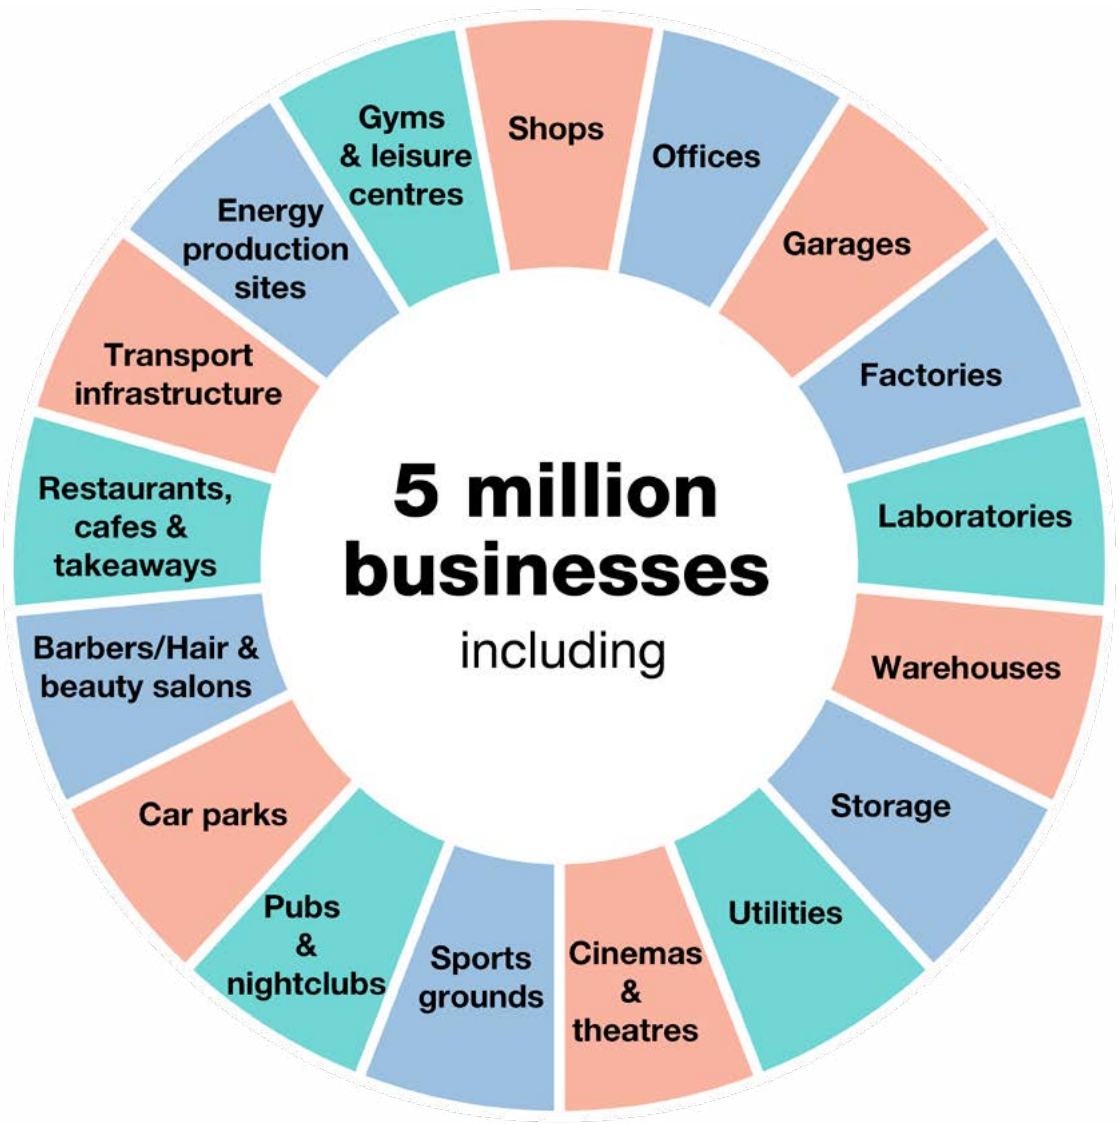 5 million
businesses
including
Shops
Offices
Garages
Factories
Laboratories
Warehouses
Storage
Utilities
Cinemas
&
theatres
Sports
grounds
Pubs
&
nightclubs
Car parks
Barbers/Hair &
beauty salons
Restaurants,
cafes &
takeaways
Transport
infrastructure
Energy
production
sites
Gyms
& leisure
centres